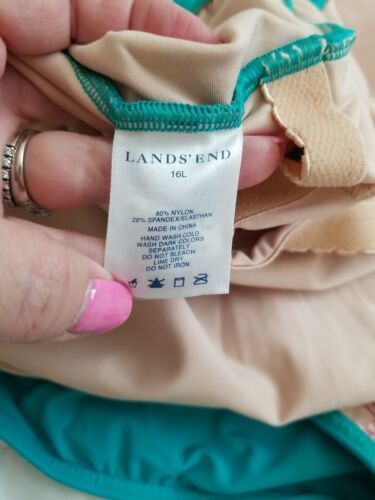 LANDS' END
16L
80% NYLON
20% SPANDEX/ELASTHAN
MADE IN CHINA
HAND WASH COLD.
WASH DARK COLORS
SEPARATELY.
DO NOT BLEACH.
LINE DRY.
DO NOT IRON.